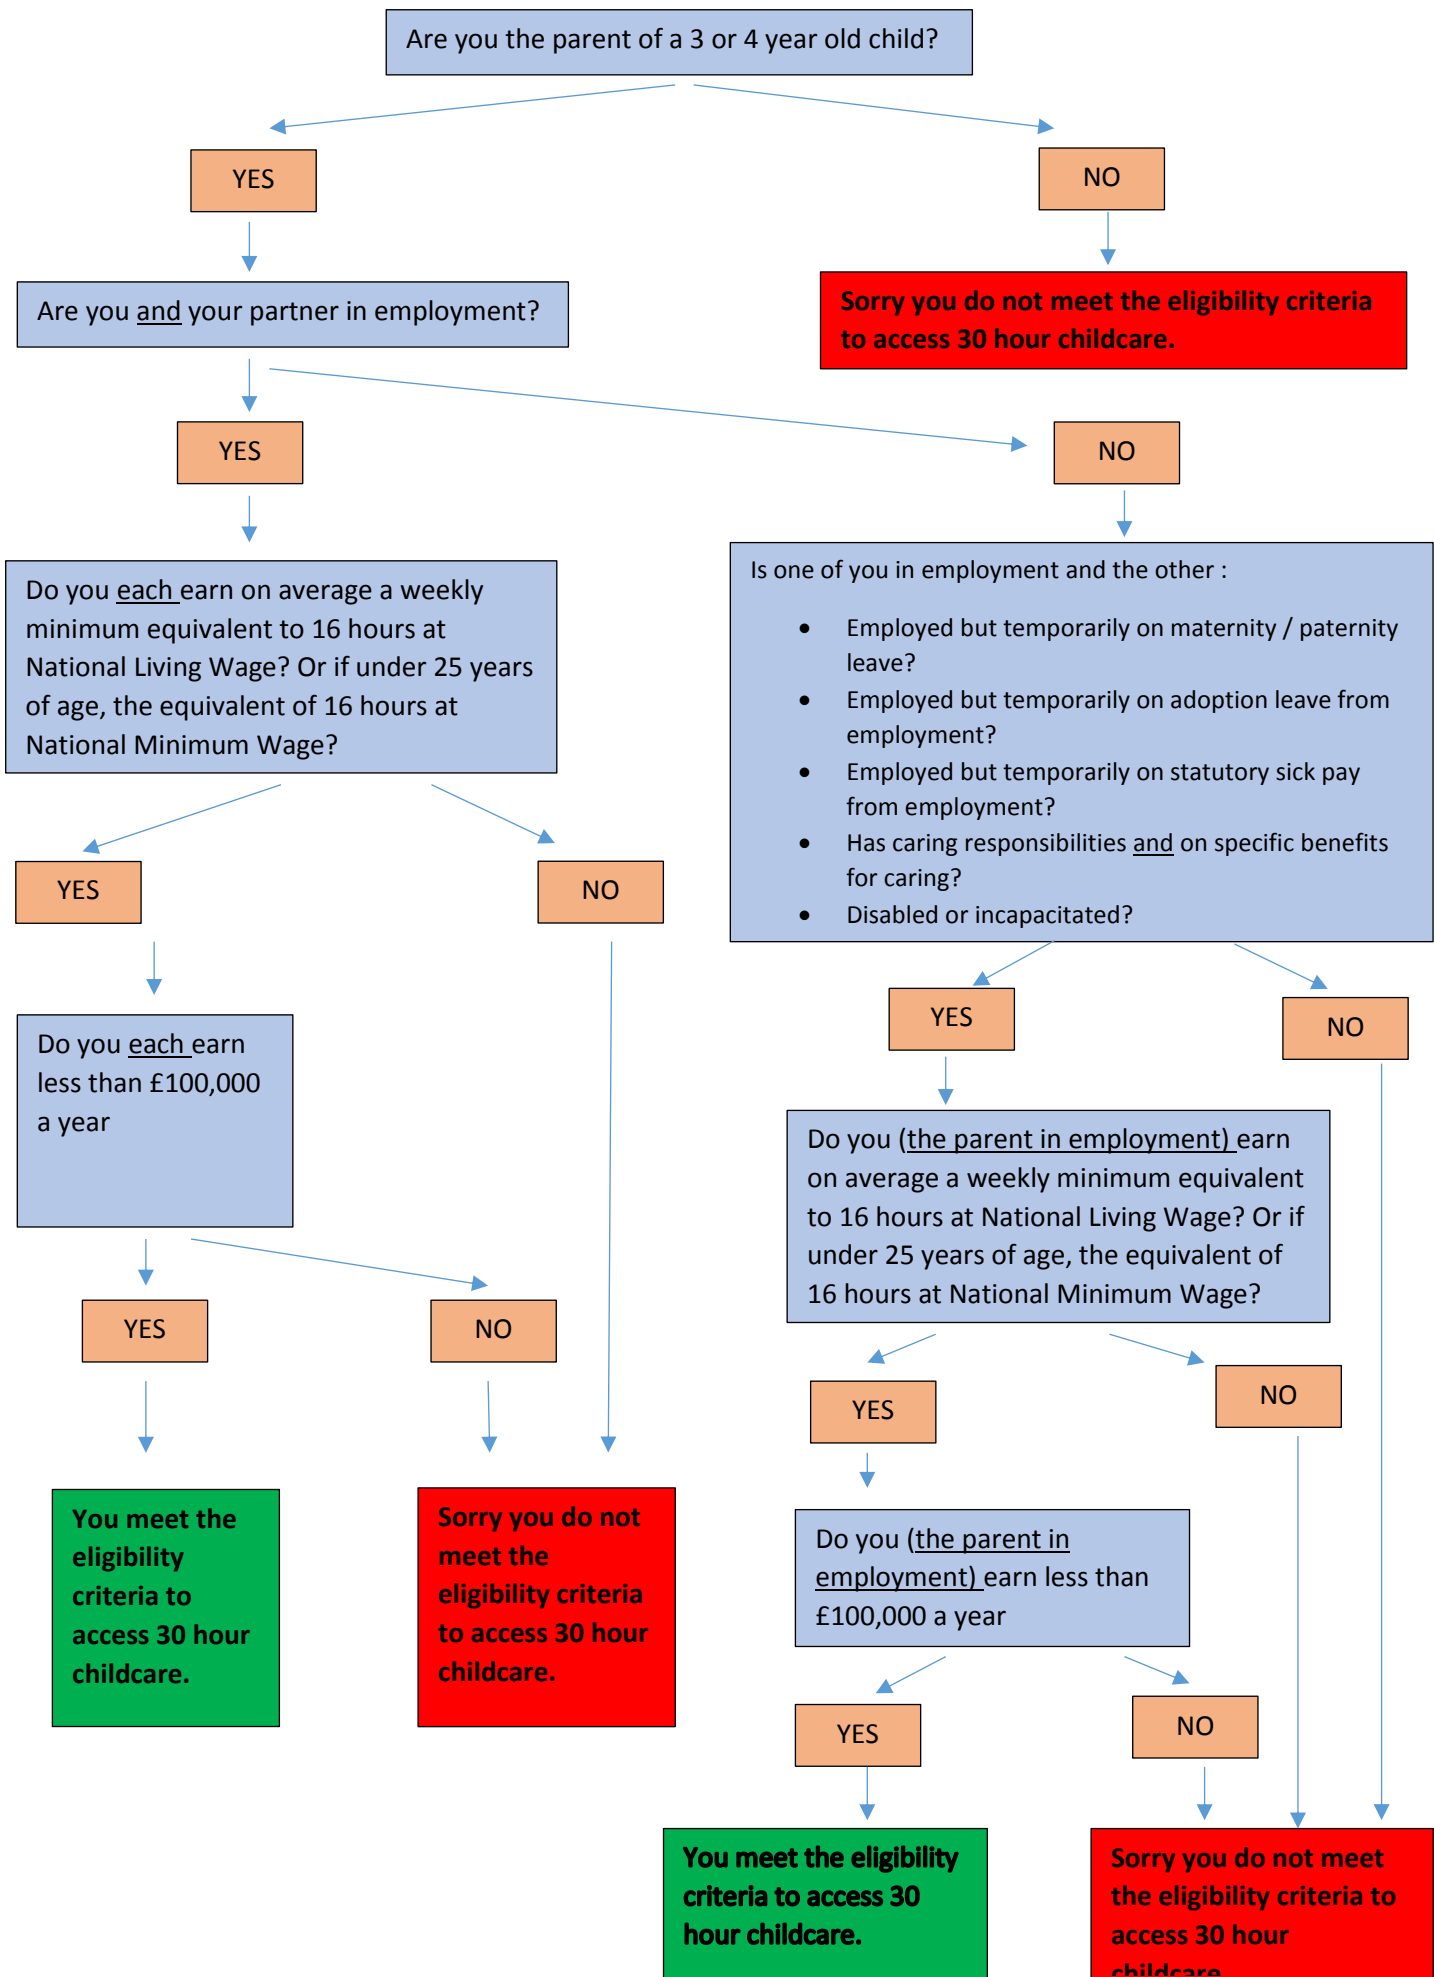 Are you the parent of a 3 or 4 year old child?
YES
NO
Are you and your partner in employment?
Sorry you do not meet the eligibility criteria
to access 30 hour childcare.
YES
NO
Do you each earn on average a weekly
minimum equivalent to 16 hours at
National Living Wage? Or if under 25 years
of age, the equivalent of 16 hours at
National Minimum Wage?
Is one of you in employment and the other :
• Employed but temporarily on maternity / paternity
leave?
• Employed but temporarily on adoption leave from
employment?
• Employed but temporarily on statutory sick pay
from employment?
• Has caring responsibilities and on specific benefits
for caring?
• Disabled or incapacitated?
YES
NO
YES
NO
Do you each earn
less than £100,000
a year
Do you (the parent in employment) earn
on average a weekly minimum equivalent
to 16 hours at National Living Wage? Or if
under 25 years of age, the equivalent of
16 hours at National Minimum Wage?
YES
NO
YES
NO
You meet the
eligibility
criteria to
access 30 hour
childcare.
Sorry you do not
meet the
eligibility criteria
to access 30 hour
childcare.
Do you (the parent in
employment) earn less than
£100,000 a year
YES
NO
You meet the eligibility
criteria to access 30
hour childcare.
Sorry you do not meet
the eligibility criteria to
access 30 hour
childcare